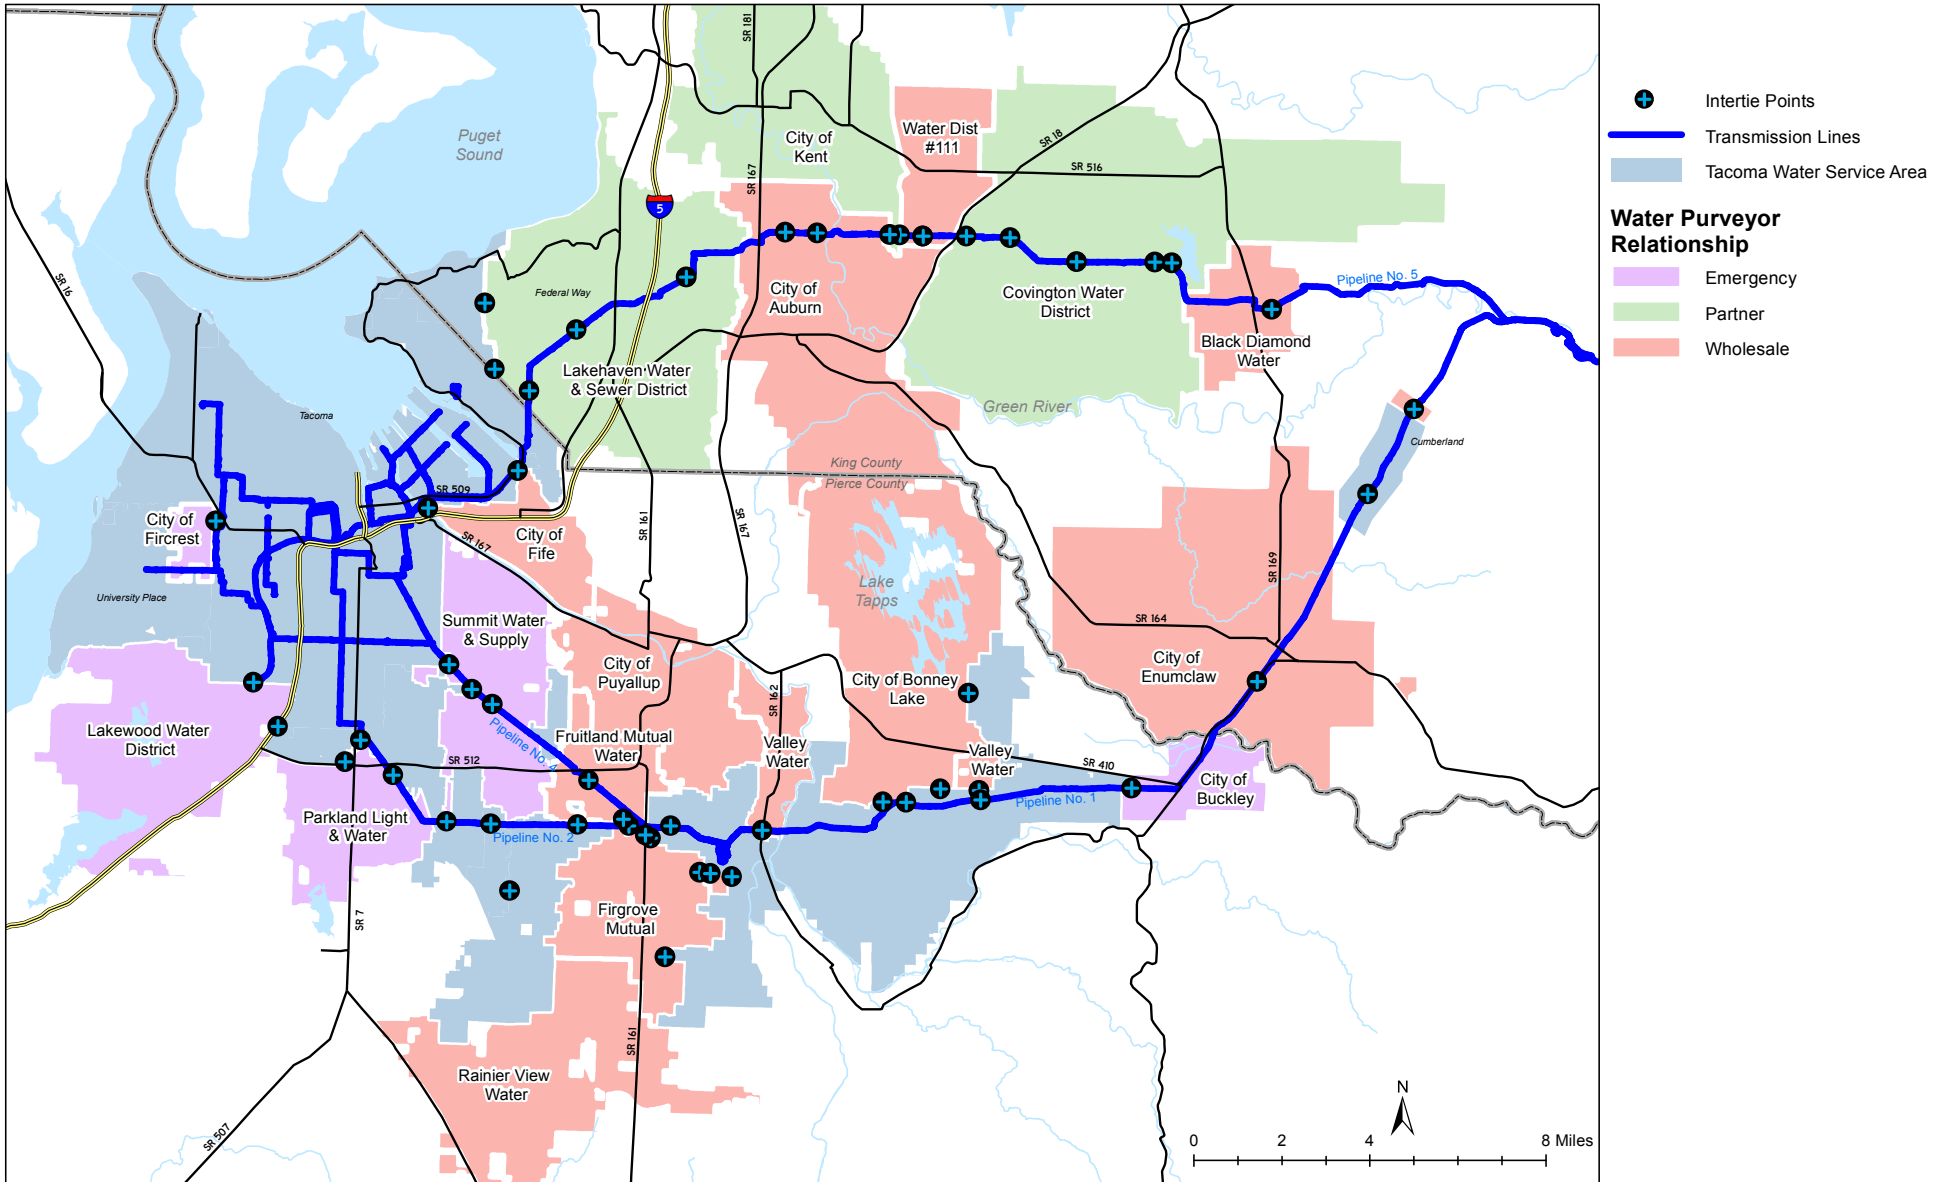 SR 181
Puget
Sound
City of
Kent
Water Dist
#111
SR 18
SR 516
SR 167
5
SR 16
Federal Way
City of
Auburn
Covington Water
District
Pipeline No. 5
Black Diamond
Water
Lakehaven Water
& Sewer District
Green River
Tacoma
Cumberland
King County
Pierce County
SR 509
City of
Fircrest
SR 167
City of
Fife
SR 161
SR 167
Lake
Tapps
SR 169
University Place
Summit Water
& Supply
SR 164
City of
Puyallup
City of
Enumclaw
City of Bonney
Lake
SR 162
Lakewood Water
District
Pipeline No. 4
Fruitland Mutual
Water
Valley
Water
Valley
Water
SR 512
SR 410
City of
Buckley
Pipeline No. 1
Parkland Light
& Water
Pipeline No. 2
SR 7
Firgrove
Mutual
SR 161
Rainier View
Water
SR 507
N
0 2 4 8 Miles
Intertie Points
Transmission Lines
Tacoma Water Service Area
Water Purveyor
Relationship
Emergency
Partner
Wholesale